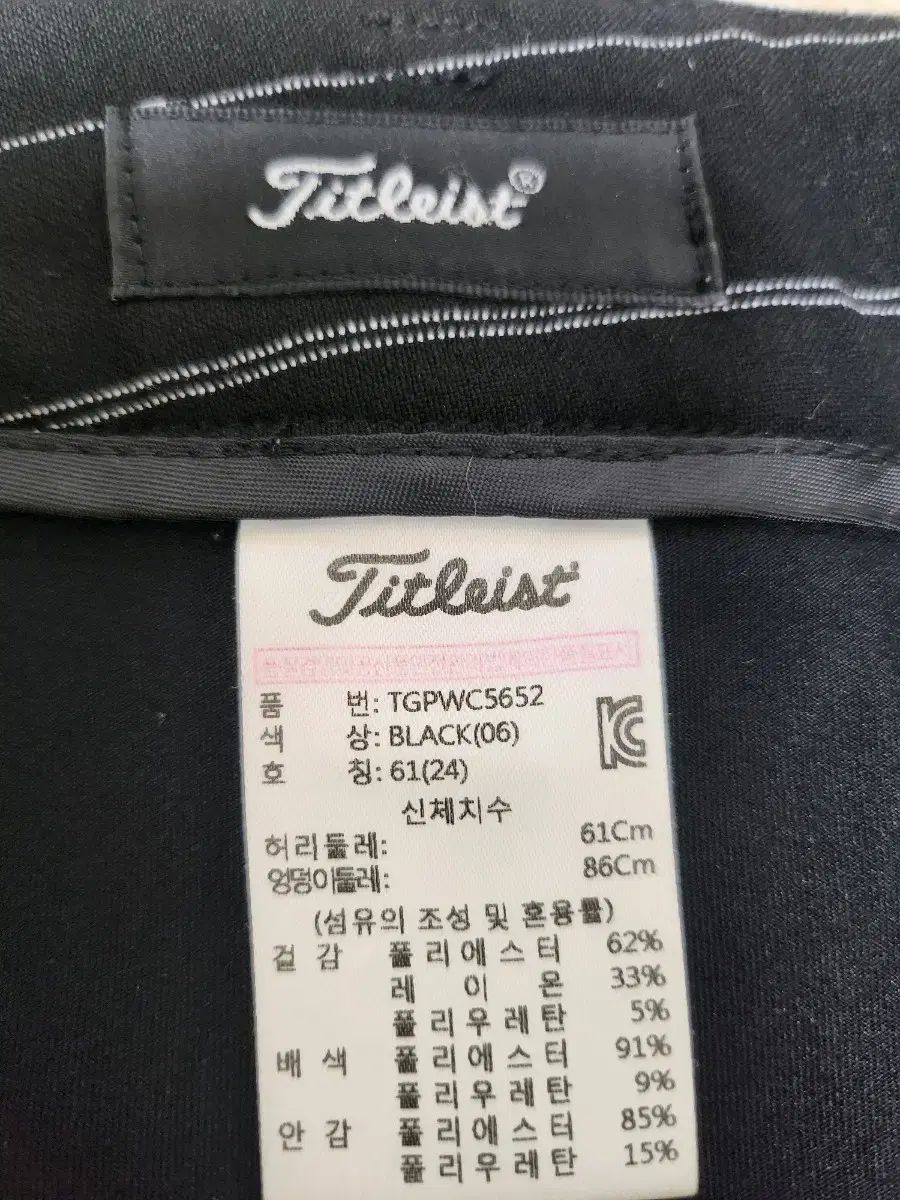 Titleist®
Titleist
품 번: TGPWC5652
색 상: BLACK(06)
호 칭: 61(24)
신체치수
허리둘레: 61Cm
엉덩이둘레: 86Cm
(섬유의 조성 및 혼용률)
겉 감 폴리에스터 62%
레 이 온 33%
폴리우레탄 5%
배 색 폴리에스터 91%
폴리우레탄 9%
안 감 폴리에스터 85%
폴리우레탄 15%